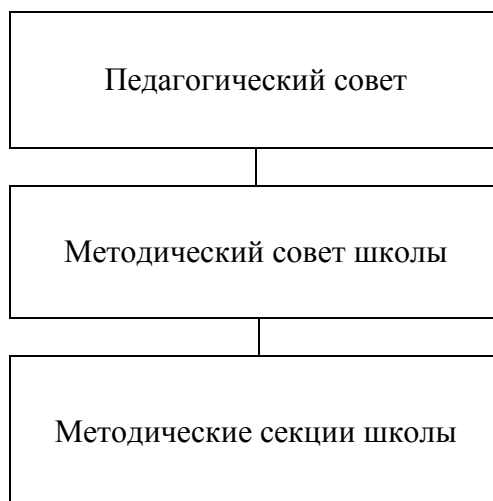 Педагогический совет
Методический совет школы
Методические секции школы